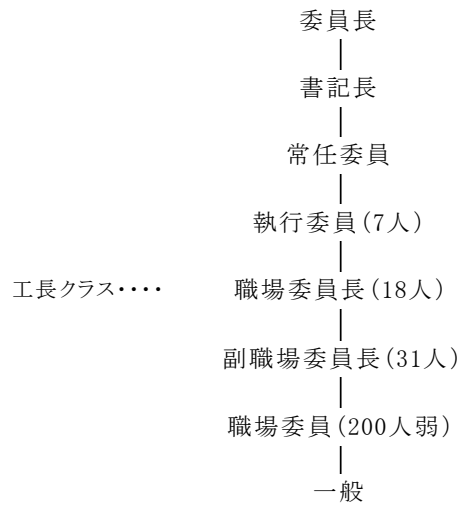 委員長
書記長
常任委員
執行委員(7人)
工長クラス‥‥ 職場委員長(18人)
副職場委員長(31人)
職場委員(200人弱)
一般